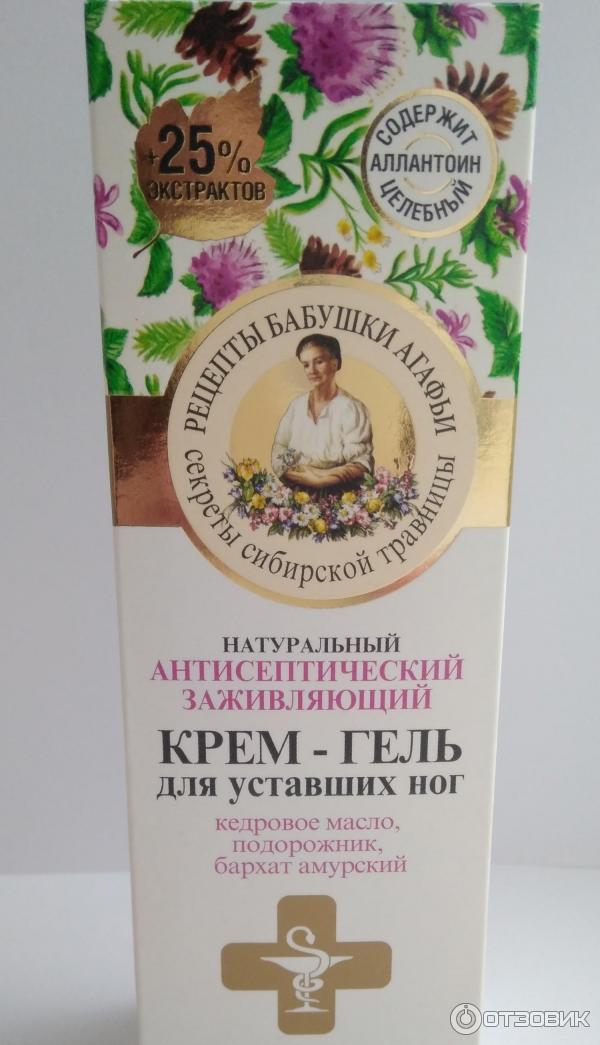 +25%
ЭКСТРАКТОВ
СОДЕРЖИТ
АЛЛАНТОИН
ЦЕЛЕБНЫЙ
РЕЦЕПТЫ БАБУШКИ АГАФЬИ
секреты сибирской травницы
НАТУРАЛЬНЫЙ
АНТИСЕПТИЧЕСКИЙ
ЗАЖИВЛЯЮЩИЙ
КРЕМ - ГЕЛЬ
для уставших ног
кедровое масло,
подорожник,
бархат амурский
ОТЗОВИК